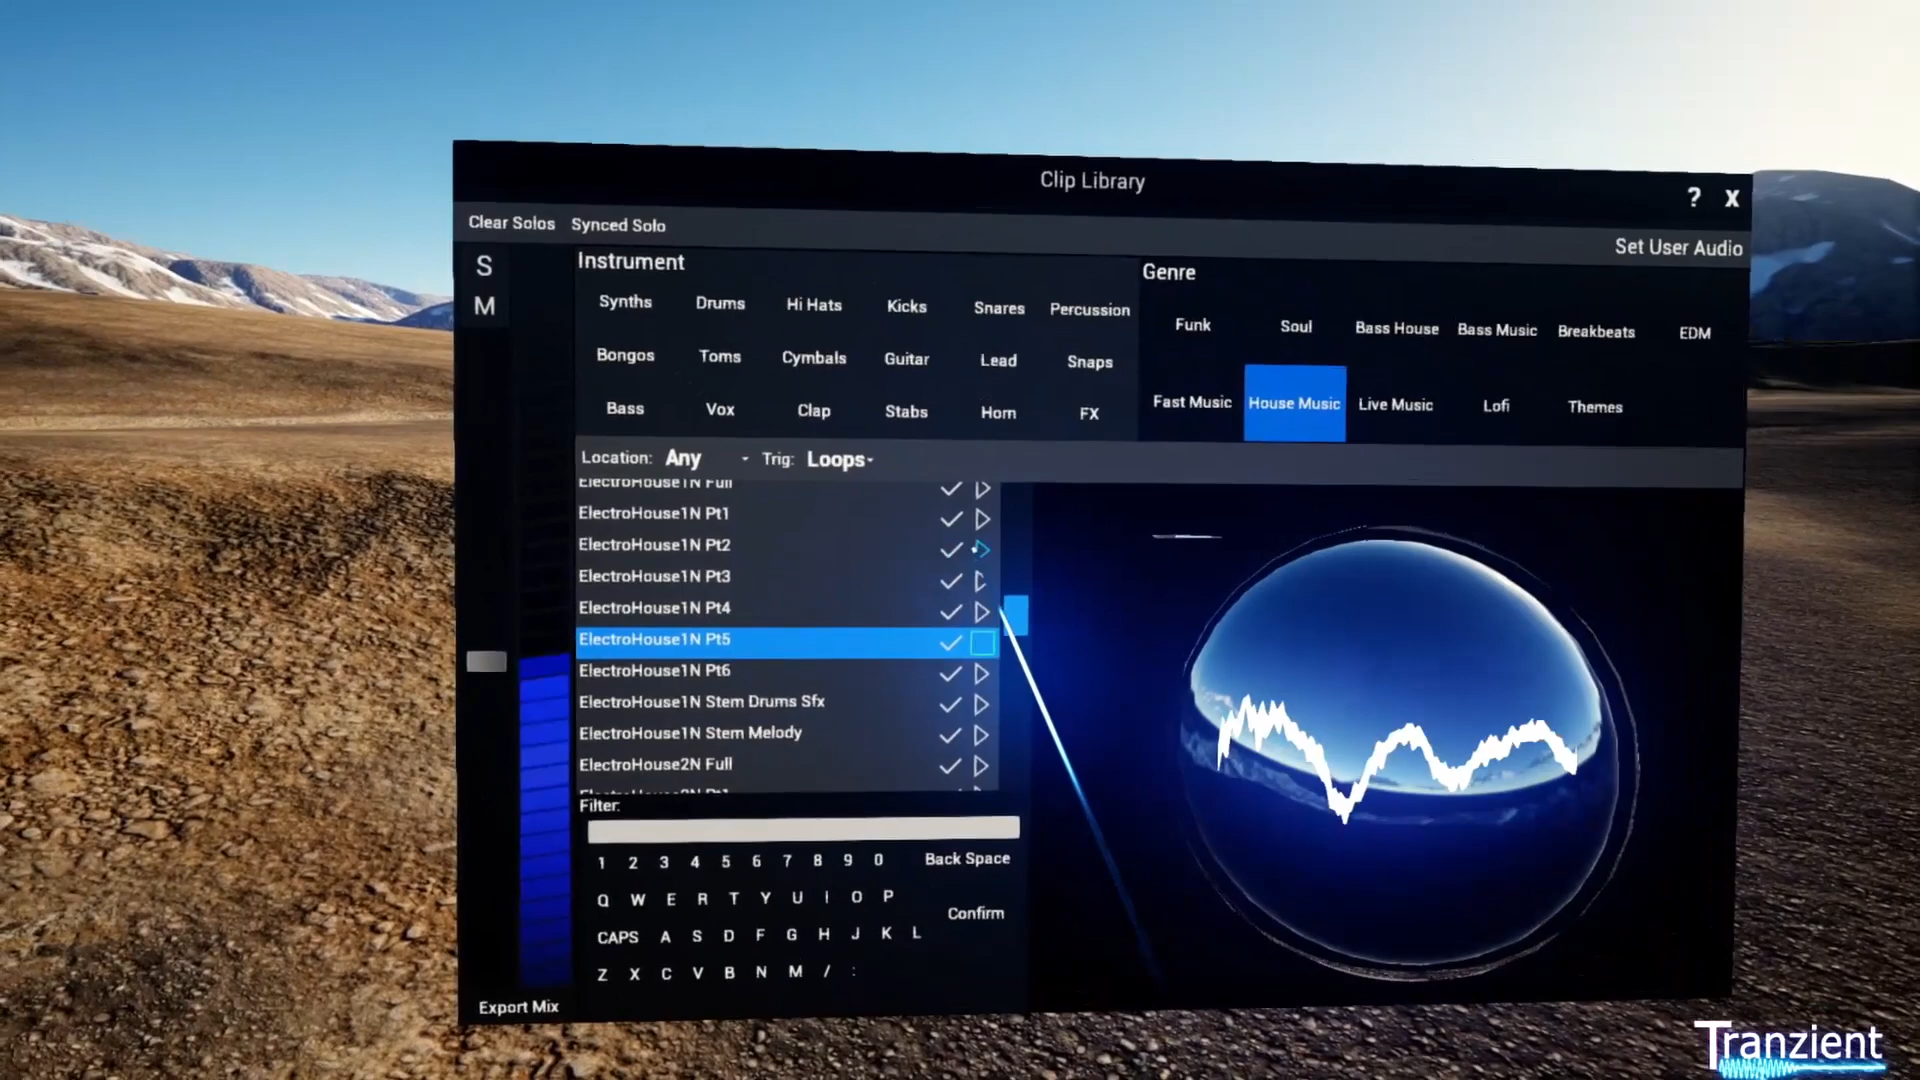 Clip Library
? X
Clear Solos Synced Solo
Set User Audio
S
M
Instrument
Synths Drums Hi Hats Kicks Snares Percussion
Bongos Toms Cymbals Guitar Lead Snaps
Bass Vox Clap Stabs Horn FX
Genre
Funk Soul Bass House Bass Music Breakbeats EDM
Fast Music House Music Live Music Lofi Themes
Location: Any Trig: Loops
ElectroHouse1N Full
ElectroHouse1N Pt1
ElectroHouse1N Pt2
ElectroHouse1N Pt3
ElectroHouse1N Pt4
ElectroHouse1N Pt5
ElectroHouse1N Pt6
ElectroHouse1N Stem Drums Sfx
ElectroHouse1N Stem Melody
ElectroHouse2N Full
Filter:
1 2 3 4 5 6 7 8 9 0 Back Space
Q W E R T Y U I O P
Confirm
CAPS A S D F G H J K L
Z X C V B N M / :
Export Mix
Tranzient